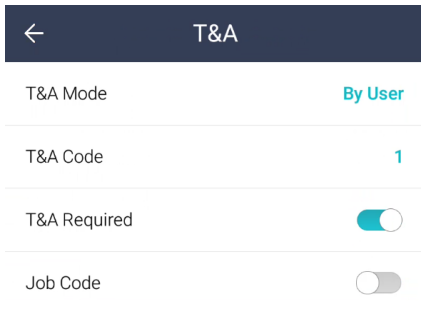 T&A
T&A Mode By User
T&A Code 1
T&A Required
Job Code